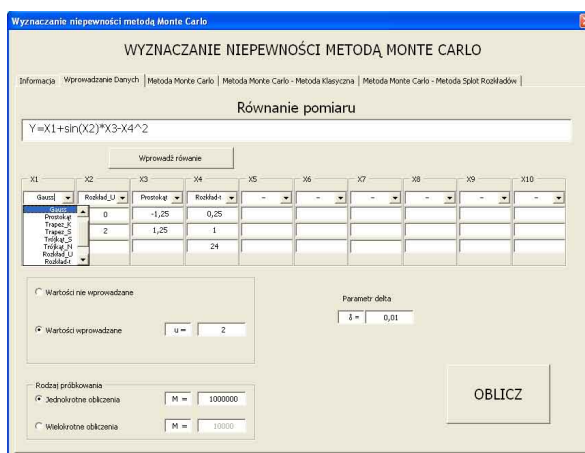 Wyznaczanie niepewności metodą Monte Carlo
WYZNACZANIE NIEPEWNOŚCI METODĄ MONTE CARLO
Informacja | Wprowadzanie Danych | Metoda Monte Carlo | Metoda Monte Carlo - Metoda Klasyczna | Metoda Monte Carlo - Metoda Splot Rozkładów
Równanie pomiaru
Y=X1+sin(X2)*X3-X4^2
Wprowadź rówanie
X1 X2 X3 X4 X5 X6 X7 X8 X9 X10
Gauss Rozkład_U Prostokąt Rozkład-t - - - - - -
Gauss
Prostokąt
Trapez_K
Trapez_S
Trójkąt_S
Trójkąt_N
Rozkład_U
Rozkład-t
0 -1,25 0,25
2 1,25 1
24
Wartości nie wprowadzane
Parametr delta
δ = 0,01
Wartości wprowadzane u = 2
Rodzaj próbkowania
Jednokrotne obliczenia M = 1000000
OBLICZ
Wielokrotne obliczenia M = 10000